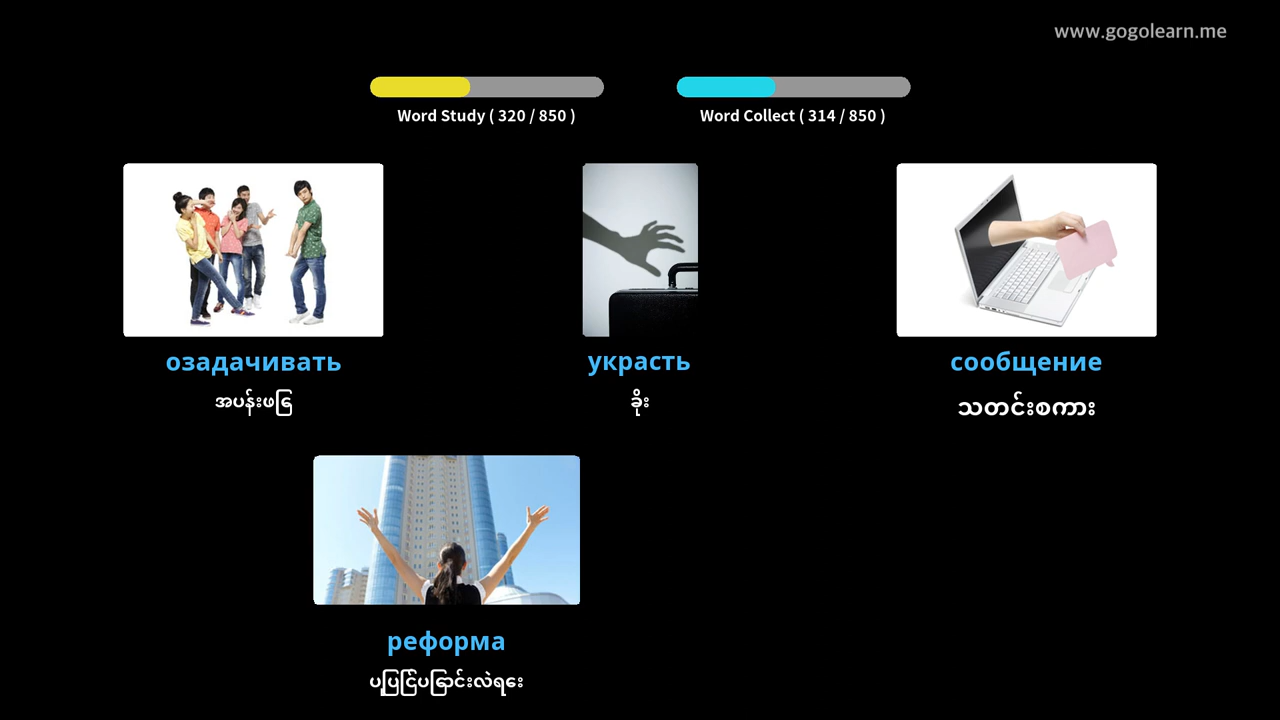 www.gogolearn.me
Word Study ( 320 / 850 )
Word Collect ( 314 / 850 )
озадачивать
украсть
сообщение
အပန်းဖြေ
ခိုး
သတင်းစကား
реформа
ပြုပြင်ပြောင်းလဲရေး